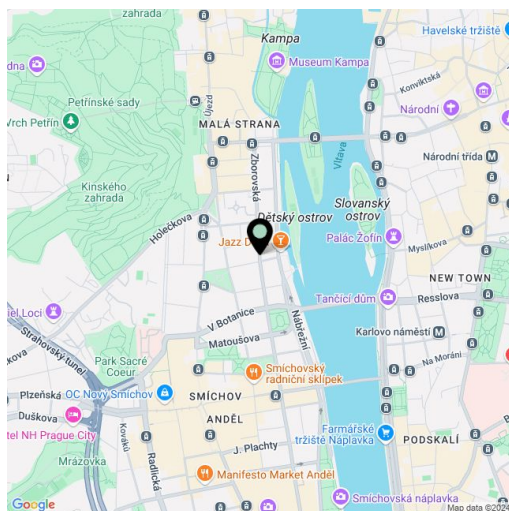 zahrada
Kampa
Havelské tržiště
Museum Kampa
Petřínské sady
Újezd
Konviktská
Vrch Petřín
MALÁ STRANA
Národní
Zborovská
Vltava
Národní třída
Kinského
zahrada
Slovanský
ostrov
Holečkova
Dětský ostrov
Jazz D
Palác Žofín
Myslíkova
NEW TOWN
Tančící dům
Resslova
Nábřežní
V Botanice
Karlovo náměstí
Strahovský tunel
Matoušova
Na Moráni
Park Sacré
Coeur
Smíchovský
radniční sklípek
Plzeňská
OC Nový Smíchov
SMÍCHOV
Duškova
ANDĚL
Farmářské
tržiště Náplavka
PODSKALÍ
tel NH Prague City
Kováků
Radlická
J. Plachty
Mrázovka
Manifesto Market Anděl
Smíchovská náplavka
Google
Map data ©2024